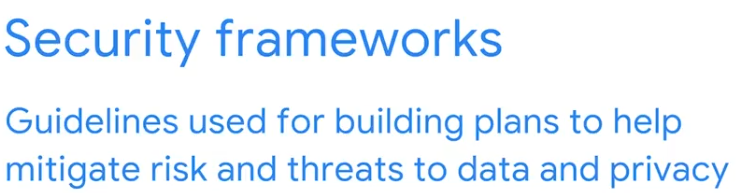 Security frameworks
Guidelines used for building plans to help
mitigate risk and threats to data and privacy